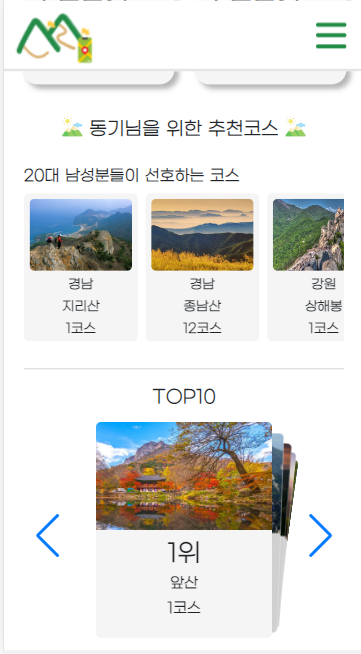 동기님을 위한 추천코스
20대 남성분들이 선호하는 코스
경남
지리산
1코스
경남
종남산
12코스
강원
상해봉
1코스
TOP10
1위
앞산
1코스